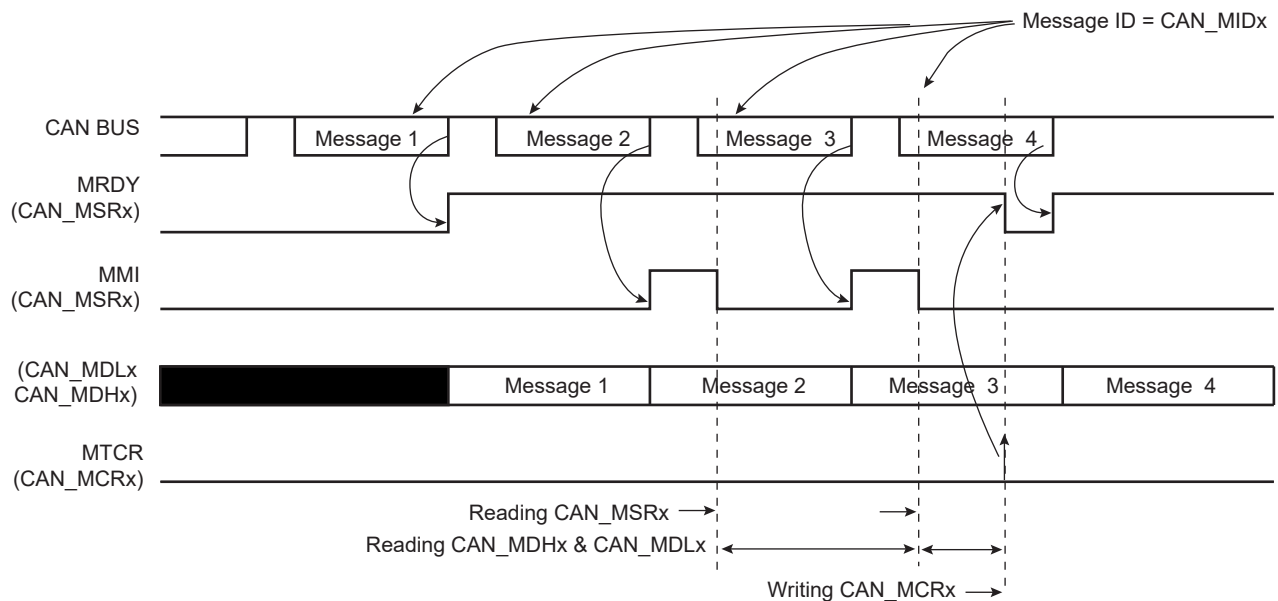 Message ID = CAN_MIDx
CAN BUS
Message 1
Message 2
Message 3
Message 4
MRDY
(CAN_MSRx)
MMI
(CAN_MSRx)
(CAN_MDLx
CAN_MDHx)
Message 1
Message 2
Message 3
Message 4
MTCR
(CAN_MCRx)
Reading CAN_MSRx
Reading CAN_MDHx & CAN_MDLx
Writing CAN_MCRx